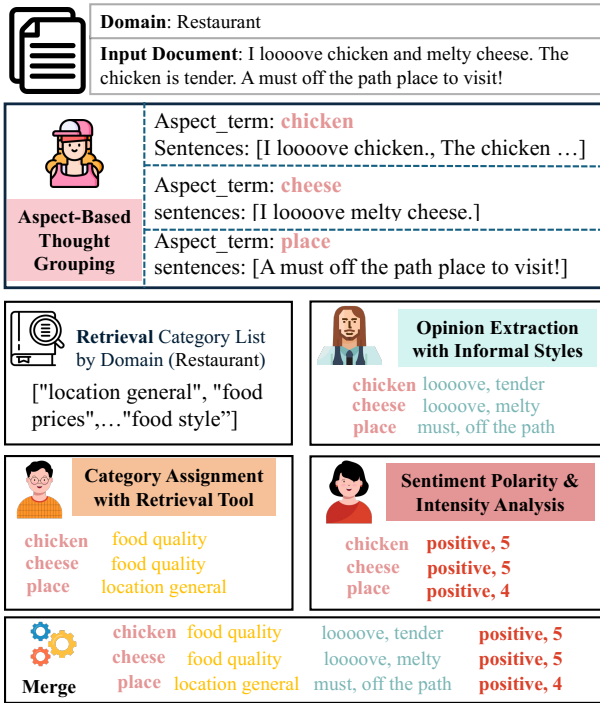 Domain: Restaurant
Input Document: I loooove chicken and melty cheese. The
chicken is tender. A must off the path place to visit!
Aspect-Based
Thought
Grouping
Aspect_term: chicken
Sentences: [I loooove chicken., The chicken …]
Aspect_term: cheese
sentences: [I loooove melty cheese.]
Aspect_term: place
sentences: [A must off the path place to visit!]
Retrieval Category List
by Domain (Restaurant)
["location general", "food
prices",…"food style”]
Opinion Extraction
with Informal Styles
chicken loooove, tender
cheese loooove, melty
place must, off the path
Category Assignment
with Retrieval Tool
chicken food quality
cheese food quality
place location general
Sentiment Polarity &
Intensity Analysis
chicken positive, 5
cheese positive, 5
place positive, 4
Merge
chicken food quality loooove, tender positive, 5
cheese food quality loooove, melty positive, 5
place location general must, off the path positive, 4